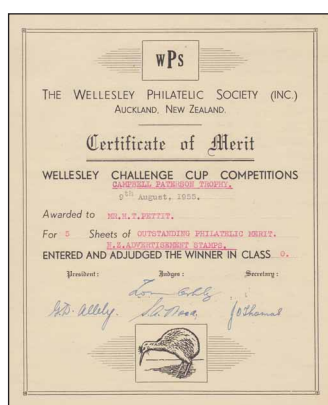 WPS
THE WELLESLEY PHILATELIC SOCIETY (INC.)
AUCKLAND, NEW ZEALAND.
Certificate of Merit
WELLESLEY CHALLENGE CUP COMPETITIONS
CAMPBELL PATERSON TROPHY.
9th August, 1955.
Awarded to MR.H.T.PETTIT.
For 5 Sheets of OUTSTANDING PHILATELIC MERIT.
ADVERTISEMENT STAMPS.
ENTERED AND ADJUDGED THE WINNER IN CLASS
President: Judges: Secretary: